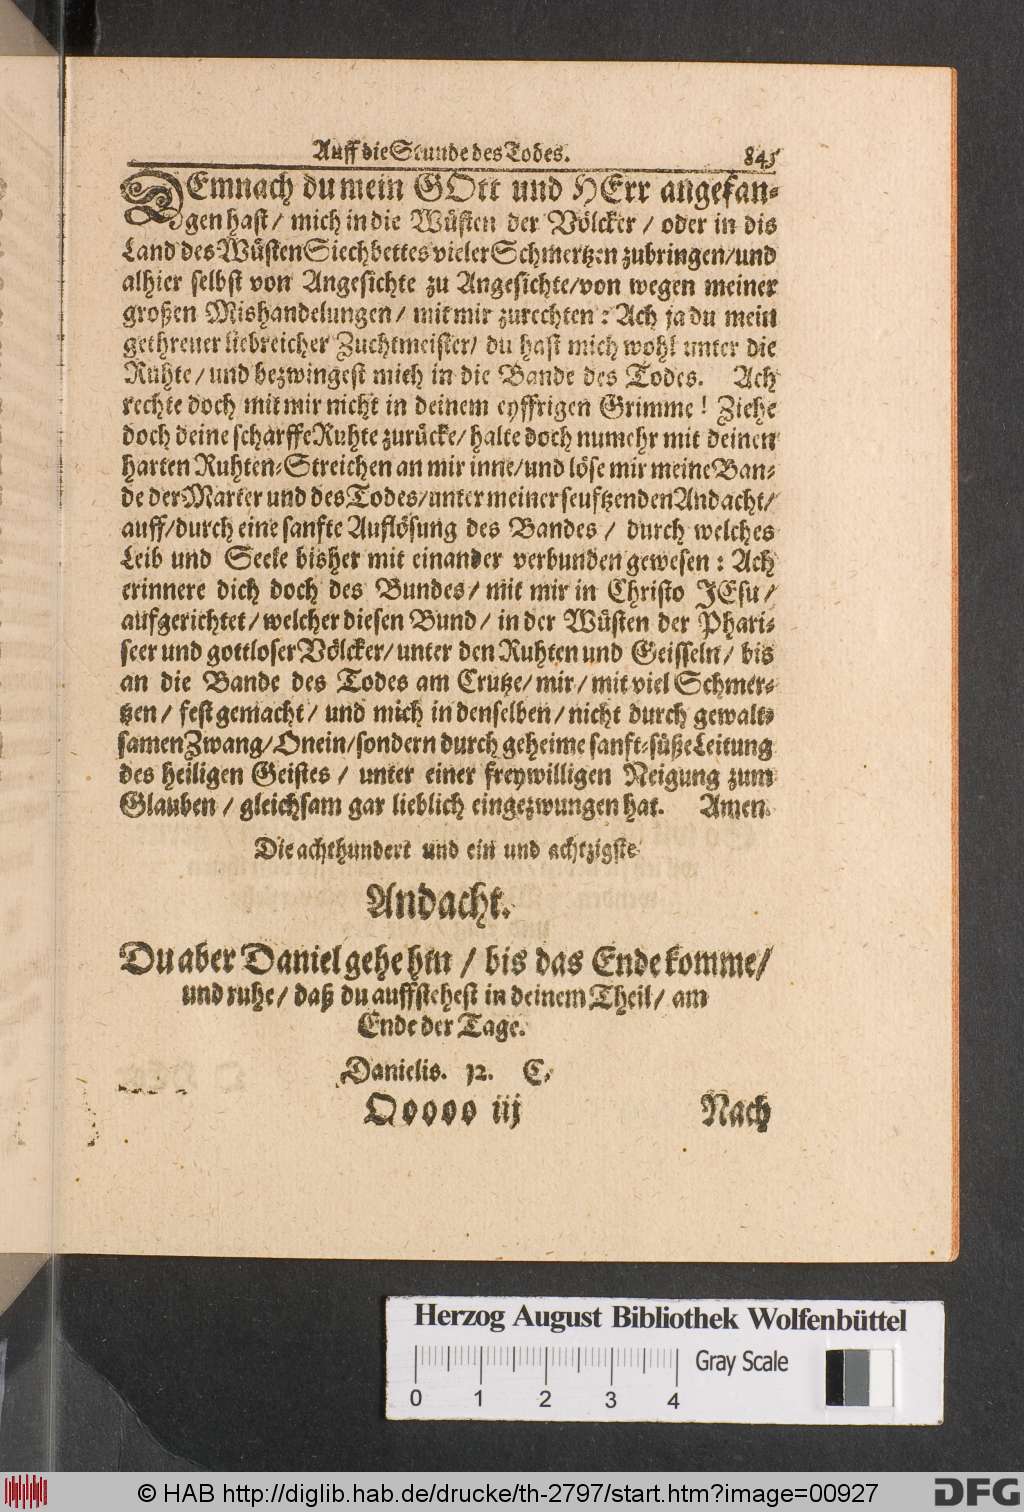 Auff die Stunde des Todes. 845
DEmnach du mein GOtt und HErr angefan-
gen hast / mich in die Wüsten der Völcker / oder in dis
Land des Wüsten Siechbettes vieler Schmertzen zubringen/und
alhier selbst von Angesichte zu Angesichte/von wegen meiner
großen Mishandelungen / mit mir zurechten : Ach ja du mein
gethreuer liebreicher Zuchtmeister/ du hast mich wohl unter die
Ruhte/ und bezwingest mich in die Bande des Todes. Ach
rechte doch mit mir nicht in deinem eyffrigen Grimme ! Ziehe
doch deine scharffe Ruhte zurücke/ halte doch numehr mit deinen
harten Ruhten-Streichen an mir inne/und löse mir meine Ban-
de der Marter und des Todes/unter meiner seuftzenden Andacht/
auff/durch eine sanfte Auflösung des Bandes / durch welches
Leib und Seele bisher mit einander verbunden gewesen : Ach
erinnere dich doch des Bundes/ mit mir in Christo JEsu/
aufgerichtet/ welcher diesen Bund / in der Wüsten der Phari-
seer und gottloser Völcker/unter den Ruhten und Geisseln/ bis
an die Bande des Todes am Crutze/ mir/ mit viel Schmer-
tzen/ fest gemacht/ und mich in denselben/ nicht durch gewalt-
samen Zwang/ O nein/ sondern durch geheime sanft-süße Leitung
des heiligen Geistes / unter einer freywilligen Neigung zum
Glauben / gleichsam gar lieblich eingezwungen hat. Amen.
Die achthundert und ein und achtzigste
Andacht.
Du aber Daniel gehe hin / bis das Ende komme/
und ruhe/ daß du auffstehest in deinem Theil/ am
Ende der Tage.
Danielis. 12. C.
Ooooo iij Nach
Herzog August Bibliothek Wolfenbüttel
Gray Scale
0 1 2 3 4
© HAB http://diglib.hab.de/drucke/th-2797/start.htm?image=00927
DFG